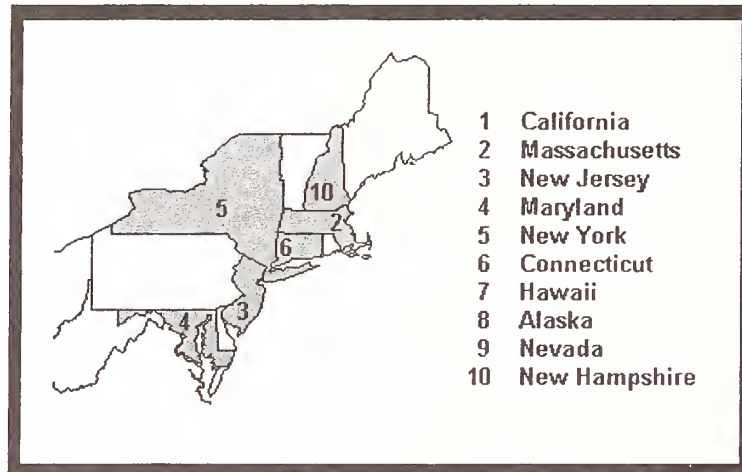 10
5
2
6
3
4
1 California
2 Massachusetts
3 New Jersey
4 Maryland
5 New York
6 Connecticut
7 Hawaii
8 Alaska
9 Nevada
10 New Hampshire